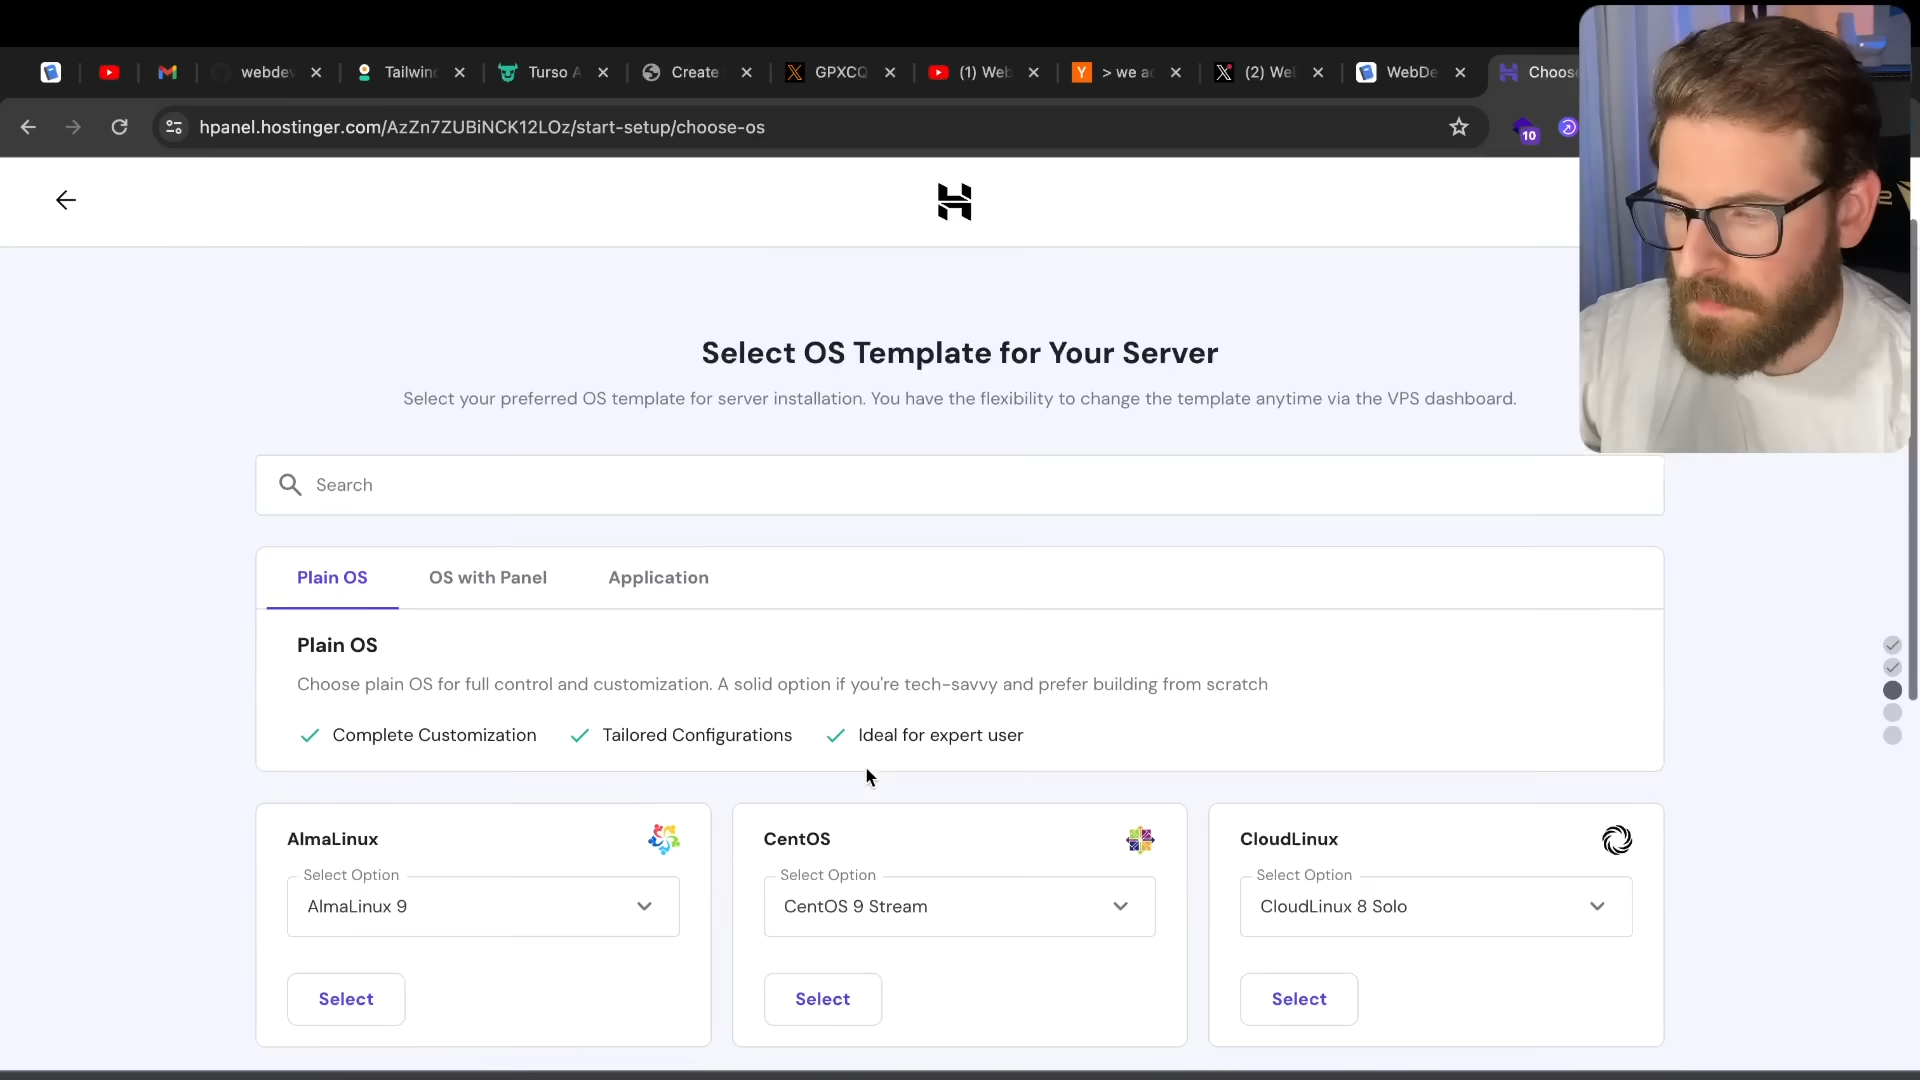 webdev
Tailwind
Turso A
Create
GPXCQ
(1) Web
> we ac
(2) Wel
WebDe
Choose
hpanel.hostinger.com/AzZn7ZUBiNCK12LOz/start-setup/choose-os
10
Select OS Template for Your Server
Select your preferred OS template for server installation. You have the flexibility to change the template anytime via the VPS dashboard.
Search
Plain OS
OS with Panel
Application
Plain OS
Choose plain OS for full control and customization. A solid option if you're tech-savvy and prefer building from scratch
Complete Customization
Tailored Configurations
Ideal for expert user
AlmaLinux
Select Option
AlmaLinux 9
Select
CentOS
Select Option
CentOS 9 Stream
Select
CloudLinux
Select Option
CloudLinux 8 Solo
Select